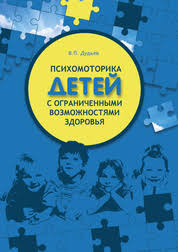 В.П. Дудьев
ПСИХОМОТОРИКА
ДЕТЕЙ
С ОГРАНИЧЕННЫМИ
ВОЗМОЖНОСТЯМИ
ЗДОРОВЬЯ